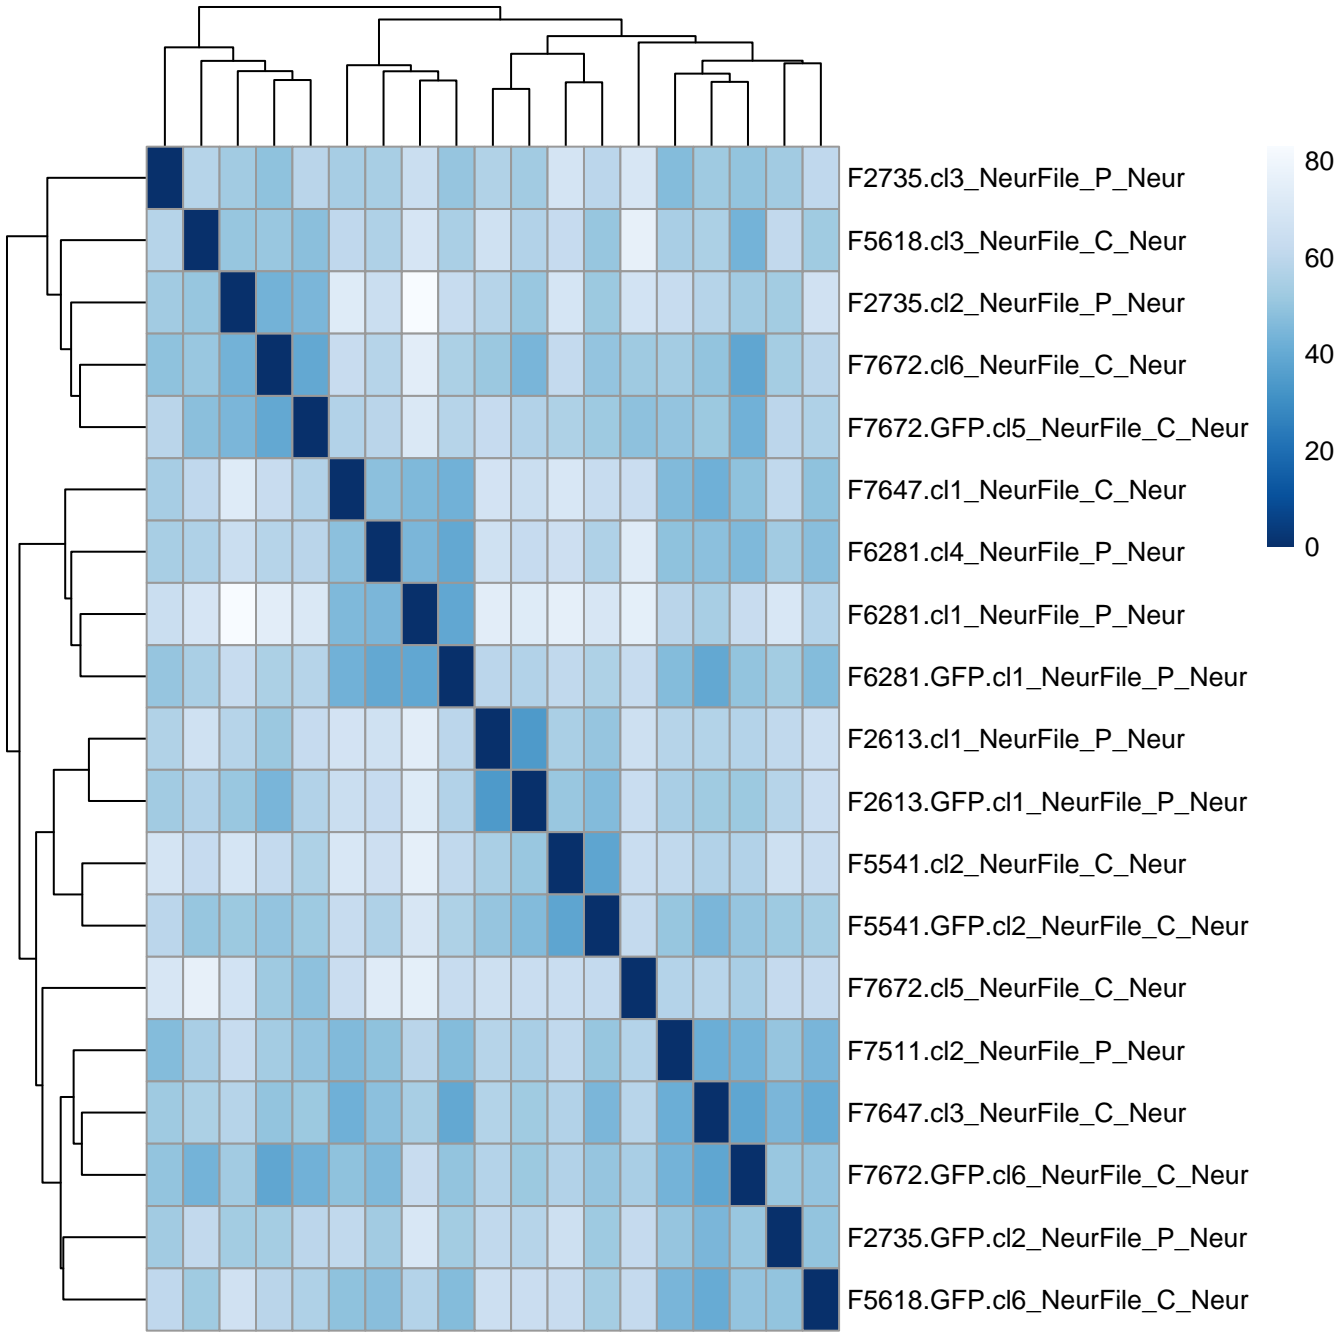 F2735.cl3_NeurFile_P_Neur
F5618.cl3_NeurFile_C_Neur
F2735.cl2_NeurFile_P_Neur
F7672.cl6_NeurFile_C_Neur
F7672.GFP.cl5_NeurFile_C_Neur
F7647.cl1_NeurFile_C_Neur
F6281.cl4_NeurFile_P_Neur
F6281.cl1_NeurFile_P_Neur
F6281.GFP.cl1_NeurFile_P_Neur
F2613.cl1_NeurFile_P_Neur
F2613.GFP.cl1_NeurFile_P_Neur
F5541.cl2_NeurFile_C_Neur
F5541.GFP.cl2_NeurFile_C_Neur
F7672.cl5_NeurFile_C_Neur
F7511.cl2_NeurFile_P_Neur
F7647.cl3_NeurFile_C_Neur
F7672.GFP.cl6_NeurFile_C_Neur
F2735.GFP.cl2_NeurFile_P_Neur
F5618.GFP.cl6_NeurFile_C_Neur
80
60
40
20
0